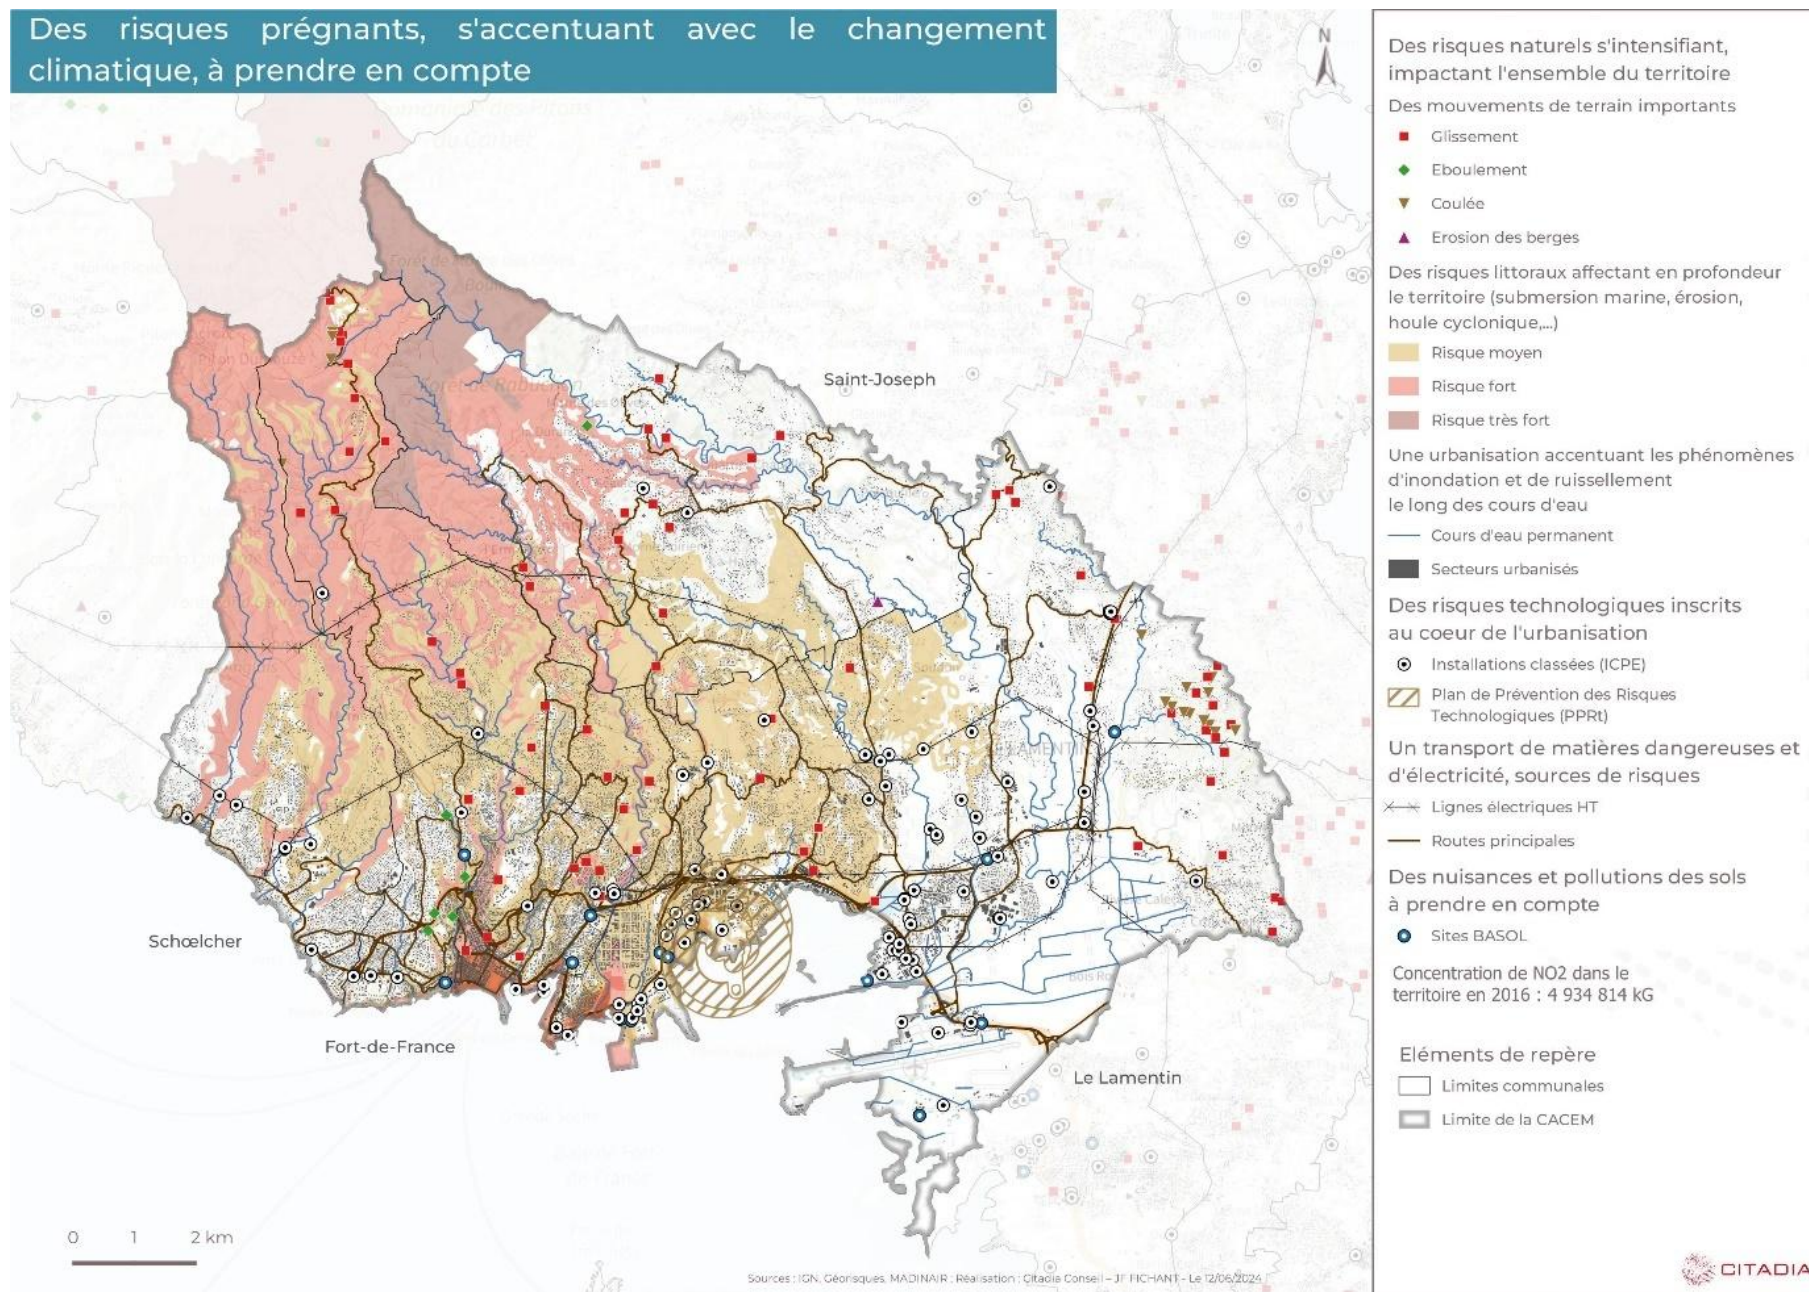 Des risques prégnants, s'accentuant avec le changement
climatique, à prendre en compte
N
Saint-Joseph
Schœlcher
Fort-de-France
Le Lamentin
0 1 2 km
Sources : IGN, Géorisques, MADINAIR ; Réalisation : Citadia Conseil – JF FICHANT - Le 12/06/2024
Des risques naturels s'intensifiant,
impactant l'ensemble du territoire
Des mouvements de terrain importants
Glissement
Eboulement
Coulée
Erosion des berges
Des risques littoraux affectant en profondeur
le territoire (submersion marine, érosion,
houle cyclonique,...)
Risque moyen
Risque fort
Risque très fort
Une urbanisation accentuant les phénomènes
d'inondation et de ruissellement
le long des cours d'eau
Cours d'eau permanent
Secteurs urbanisés
Des risques technologiques inscrits
au coeur de l'urbanisation
Installations classées (ICPE)
Plan de Prévention des Risques
Technologiques (PPRt)
Un transport de matières dangereuses et
d'électricité, sources de risques
Lignes électriques HT
Routes principales
Des nuisances et pollutions des sols
à prendre en compte
Sites BASOL
Concentration de NO2 dans le
territoire en 2016 : 4 934 814 kG
Eléments de repère
Limites communales
Limite de la CACEM
CITADIA